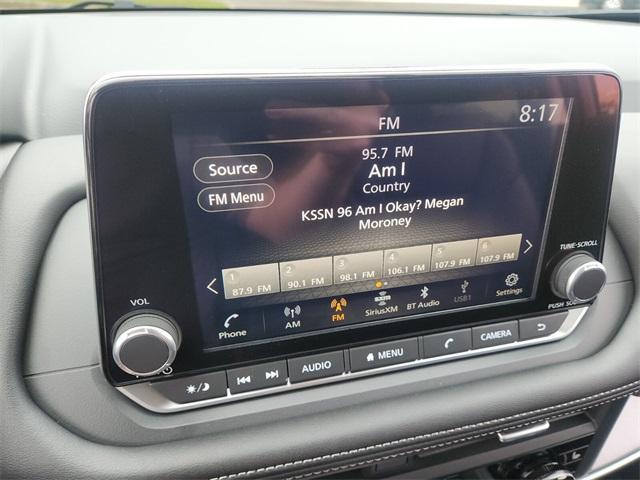 FM
8:17
95.7 FM
Am I
Country
KSSN 96 Am I Okay? Megan
Moroney
Source
FM Menu
1 2 3 4 5 6
87.9 FM 90.1 FM 98.1 FM 106.1 FM 107.9 FM 107.9 FM
Phone AM FM SiriusXM BT Audio USB1 Settings
VOL
TUNE·SCROLL
AUDIO MENU CAMERA